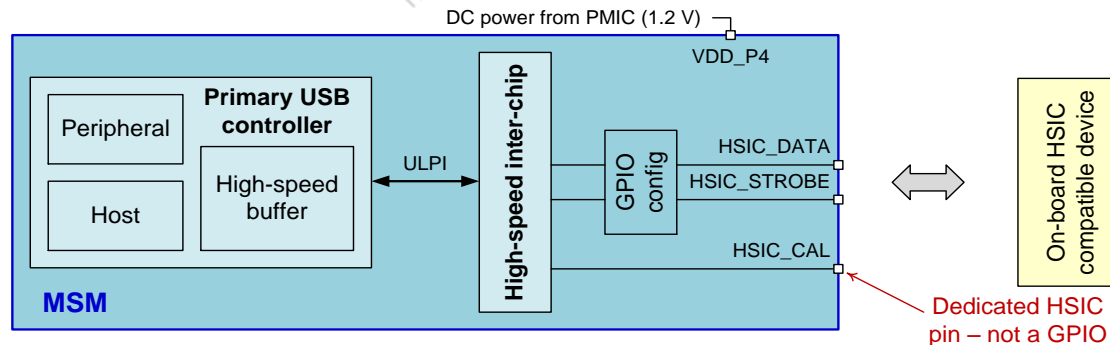 DC power from PMIC (1.2 V)
VDD_P4
Primary USB
controller
Peripheral
Host
High-speed
buffer
ULPI
High-speed inter-chip
GPIO
config
HSIC_DATA
HSIC_STROBE
HSIC_CAL
On-board HSIC
compatible device
MSM
Dedicated HSIC
pin – not a GPIO